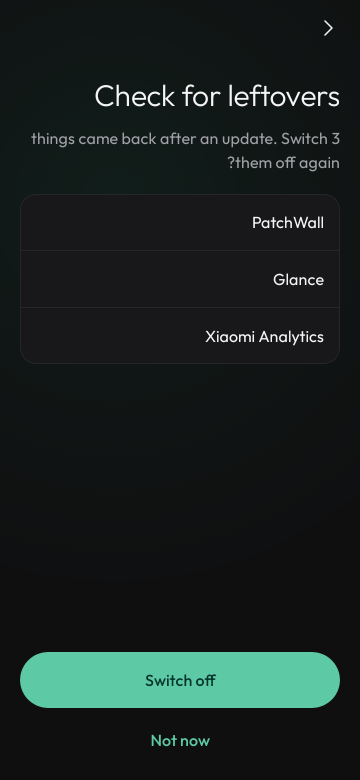 Check for leftovers
things came back after an update. Switch 3
?them off again
PatchWall
Glance
Xiaomi Analytics
Switch off
Not now